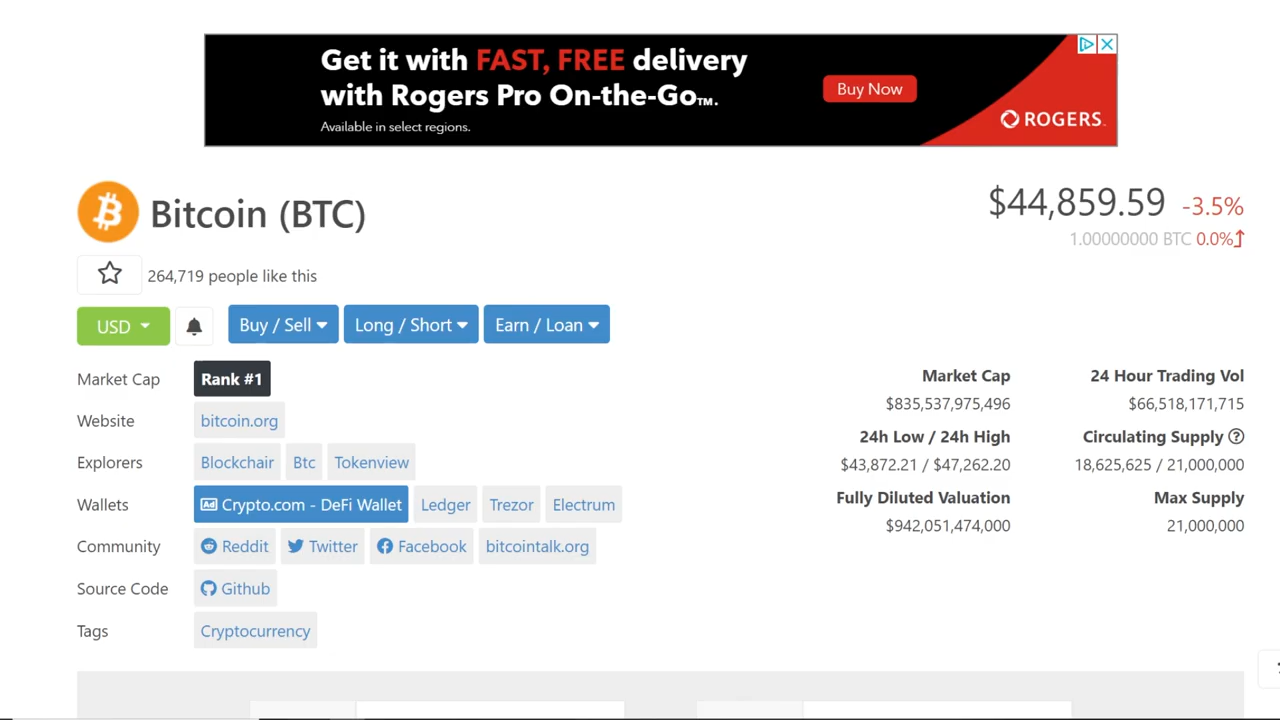 Get it with FAST, FREE delivery
with Rogers Pro On-the-Go™.
Available in select regions.
Buy Now
ROGERS.
Bitcoin (BTC)
$44,859.59 -3.5%
1.00000000 BTC 0.0%
264,719 people like this
USD
Buy / Sell
Long / Short
Earn / Loan
Market Cap Rank #1
Website bitcoin.org
Explorers Blockchair Btc Tokenview
Wallets Ad Crypto.com - DeFi Wallet Ledger Trezor Electrum
Community Reddit Twitter Facebook bitcointalk.org
Source Code Github
Tags Cryptocurrency
Market Cap 24 Hour Trading Vol
$835,537,975,496 $66,518,171,715
24h Low / 24h High Circulating Supply ?
$43,872.21 / $47,262.20 18,625,625 / 21,000,000
Fully Diluted Valuation Max Supply
$942,051,474,000 21,000,000